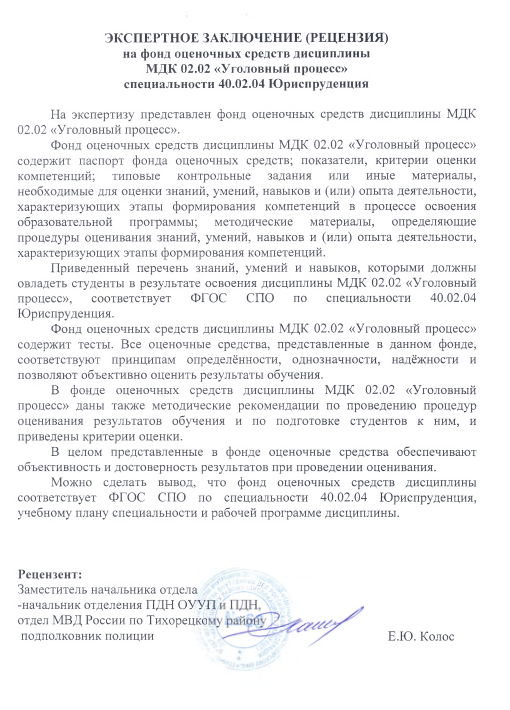 ЭКСПЕРТНОЕ ЗАКЛЮЧЕНИЕ (РЕЦЕНЗИЯ)
на фонд оценочных средств дисциплины
МДК 02.02 «Уголовный процесс»
специальности 40.02.04 Юриспруденция
На экспертизу представлен фонд оценочных средств дисциплины МДК
02.02 «Уголовный процесс».
Фонд оценочных средств дисциплины МДК 02.02 «Уголовный процесс»
содержит паспорт фонда оценочных средств; показатели, критерии оценки
компетенций; типовые контрольные задания или иные материалы,
необходимые для оценки знаний, умений, навыков и (или) опыта деятельности,
характеризующих этапы формирования компетенций в процессе освоения
образовательной программы; методические материалы, определяющие
процедуры оценивания знаний, умений, навыков и (или) опыта деятельности,
характеризующих этапы формирования компетенций.
Приведенный перечень знаний, умений и навыков, которыми должны
овладеть студенты в результате освоения дисциплины МДК 02.02 «Уголовный
процесс», соответствует ФГОС СПО по специальности 40.02.04
Юриспруденция.
Фонд оценочных средств дисциплины МДК 02.02 «Уголовный процесс»
содержит тесты. Все оценочные средства, представленные в данном фонде,
соответствуют принципам определённости, однозначности, надёжности и
позволяют объективно оценить результаты обучения.
В фонде оценочных средств дисциплины МДК 02.02 «Уголовный
процесс» даны также методические рекомендации по проведению процедур
оценивания результатов обучения и по подготовке студентов к ним, и
приведены критерии оценки.
В целом представленные в фонде оценочные средства обеспечивают
объективность и достоверность результатов при проведении оценивания.
Можно сделать вывод, что фонд оценочных средств дисциплины
соответствует ФГОС СПО по специальности 40.02.04 Юриспруденция,
учебному плану специальности и рабочей программе дисциплины.
Рецензент:
Заместитель начальника отдела
-начальник отделения ПДН ОУУП и ПДН,
отдел МВД России по Тихорецкому району
подполковник полиции Е.Ю. Колос